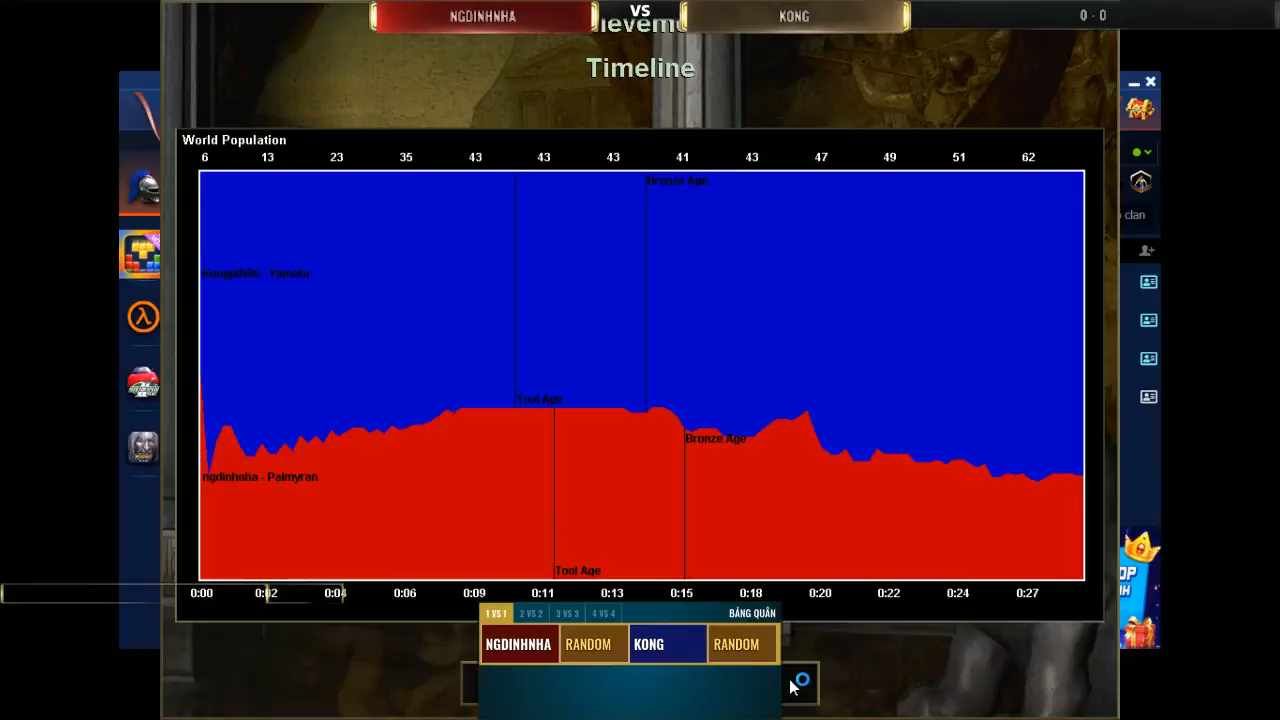 NGDINHNHA VS KONG 0 - 0
Timeline
World Population
6 13 23 35 43 43 43 41 43 47 49 51 62
Bronze Age
Kongpth96 - Yamato
Tool Age
Bronze Age
ngdinhnha - Palmyran
Tool Age
0:00 0:02 0:04 0:06 0:09 0:11 0:13 0:15 0:18 0:20 0:22 0:24 0:27
1 VS 1 2 VS 2 3 VS 3 4 VS 4 BẢNG QUÂN
NGDINHNHA RANDOM KONG RANDOM
clan